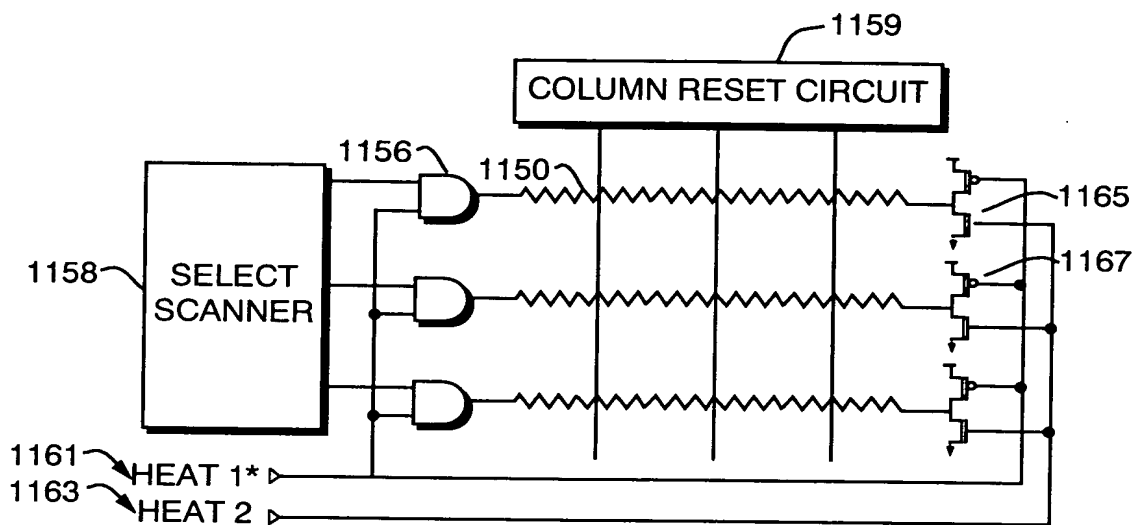 1159
COLUMN RESET CIRCUIT
1156
1150
1165
1158
SELECT
SCANNER
1167
1161
HEAT 1*
1163
HEAT 2